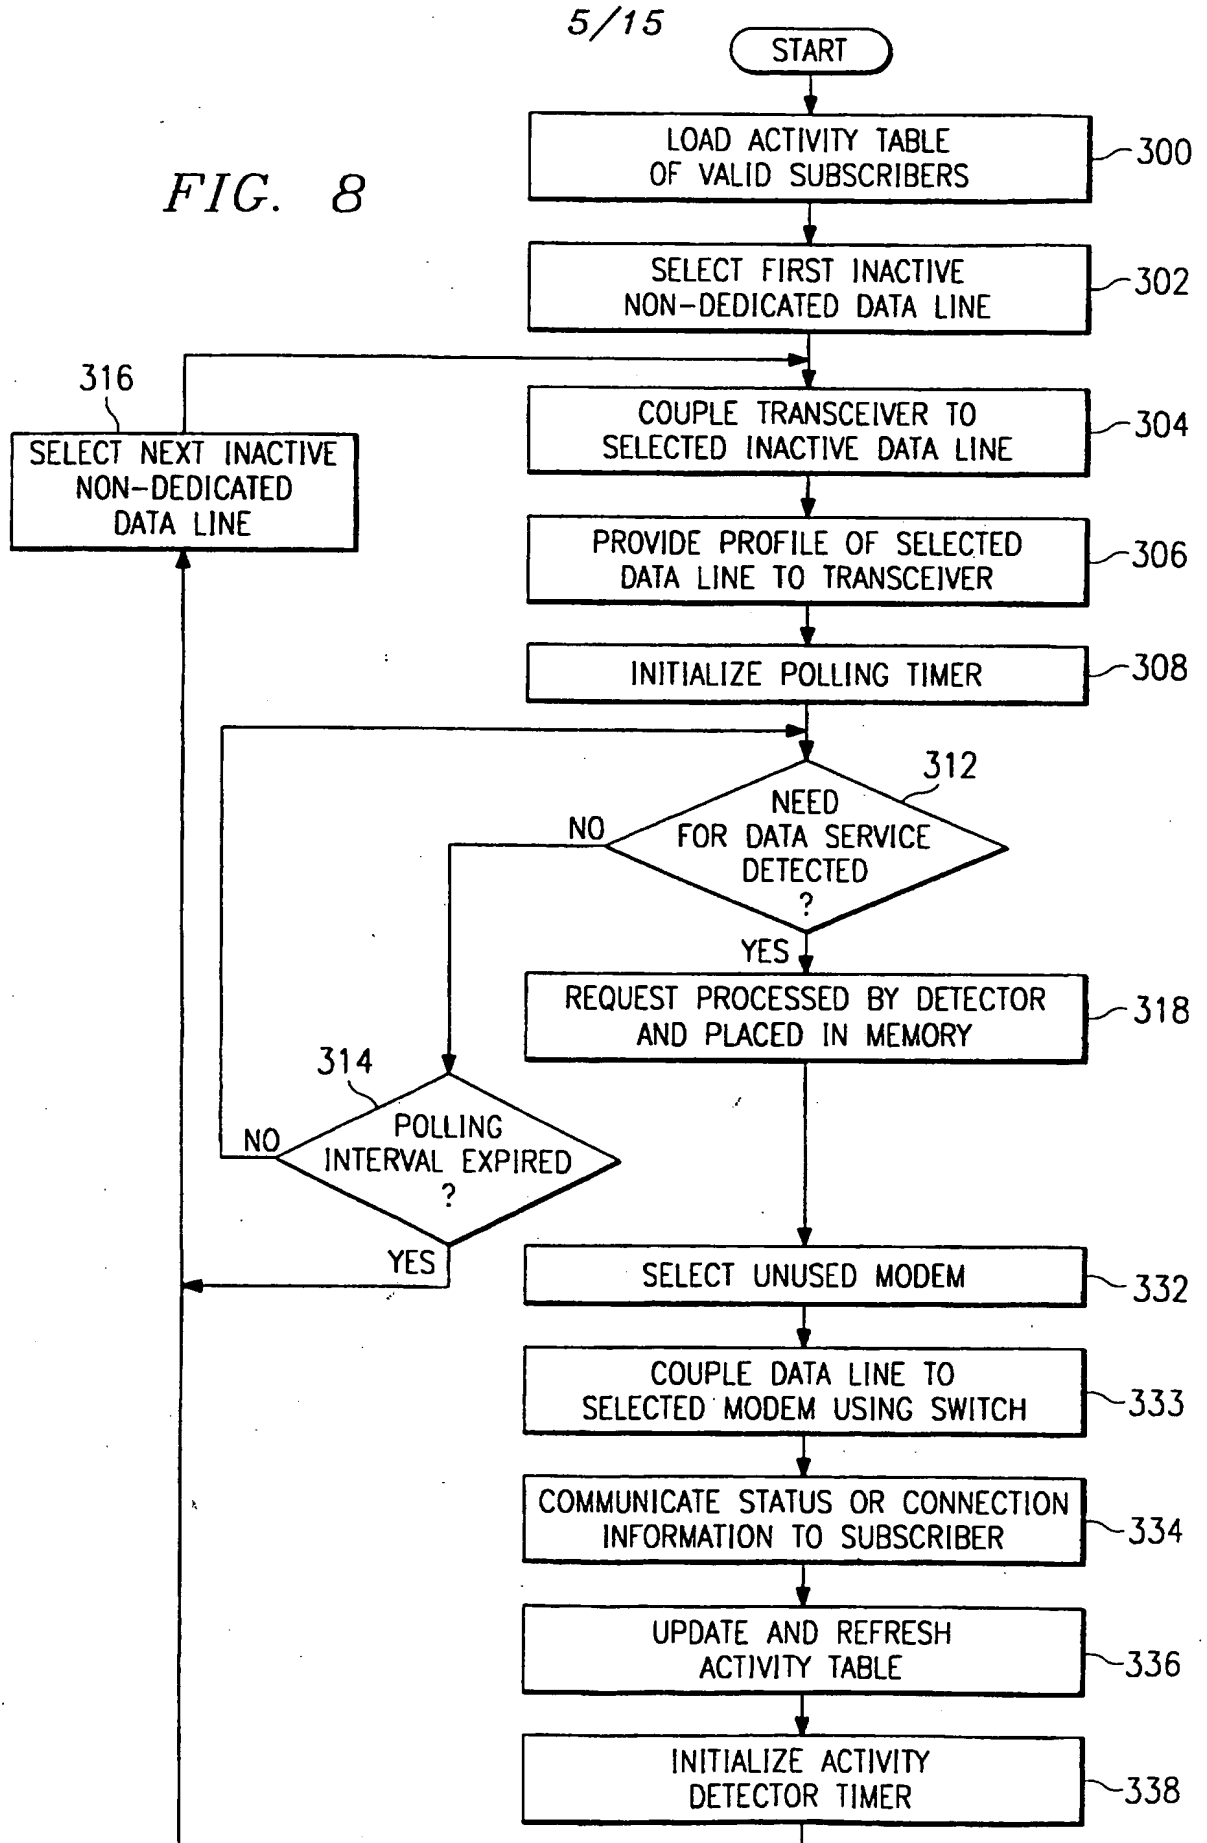 5/15
START
LOAD ACTIVITY TABLE
OF VALID SUBSCRIBERS
300
FIG. 8
SELECT FIRST INACTIVE
NON-DEDICATED DATA LINE
302
316
SELECT NEXT INACTIVE
NON-DEDICATED
DATA LINE
COUPLE TRANSCEIVER TO
SELECTED INACTIVE DATA LINE
304
PROVIDE PROFILE OF SELECTED
DATA LINE TO TRANSCEIVER
306
INITIALIZE POLLING TIMER
308
312
NEED
FOR DATA SERVICE
DETECTED
?
NO
YES
REQUEST PROCESSED BY DETECTOR
AND PLACED IN MEMORY
318
314
POLLING
INTERVAL EXPIRED
?
NO
YES
SELECT UNUSED MODEM
332
COUPLE DATA LINE TO
SELECTED MODEM USING SWITCH
333
COMMUNICATE STATUS OR CONNECTION
INFORMATION TO SUBSCRIBER
334
UPDATE AND REFRESH
ACTIVITY TABLE
336
INITIALIZE ACTIVITY
DETECTOR TIMER
338